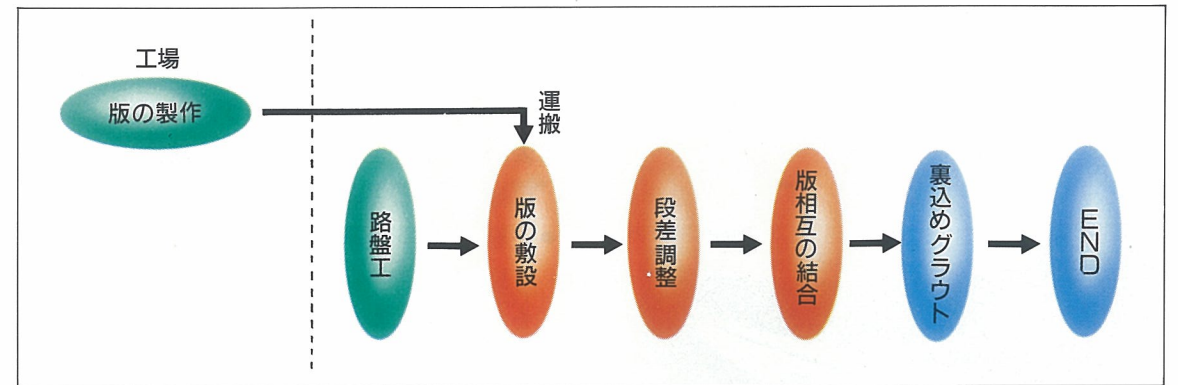 工場
版の製作
運搬
路盤工
版の敷設
段差調整
版相互の結合
裏込めグラウト
END